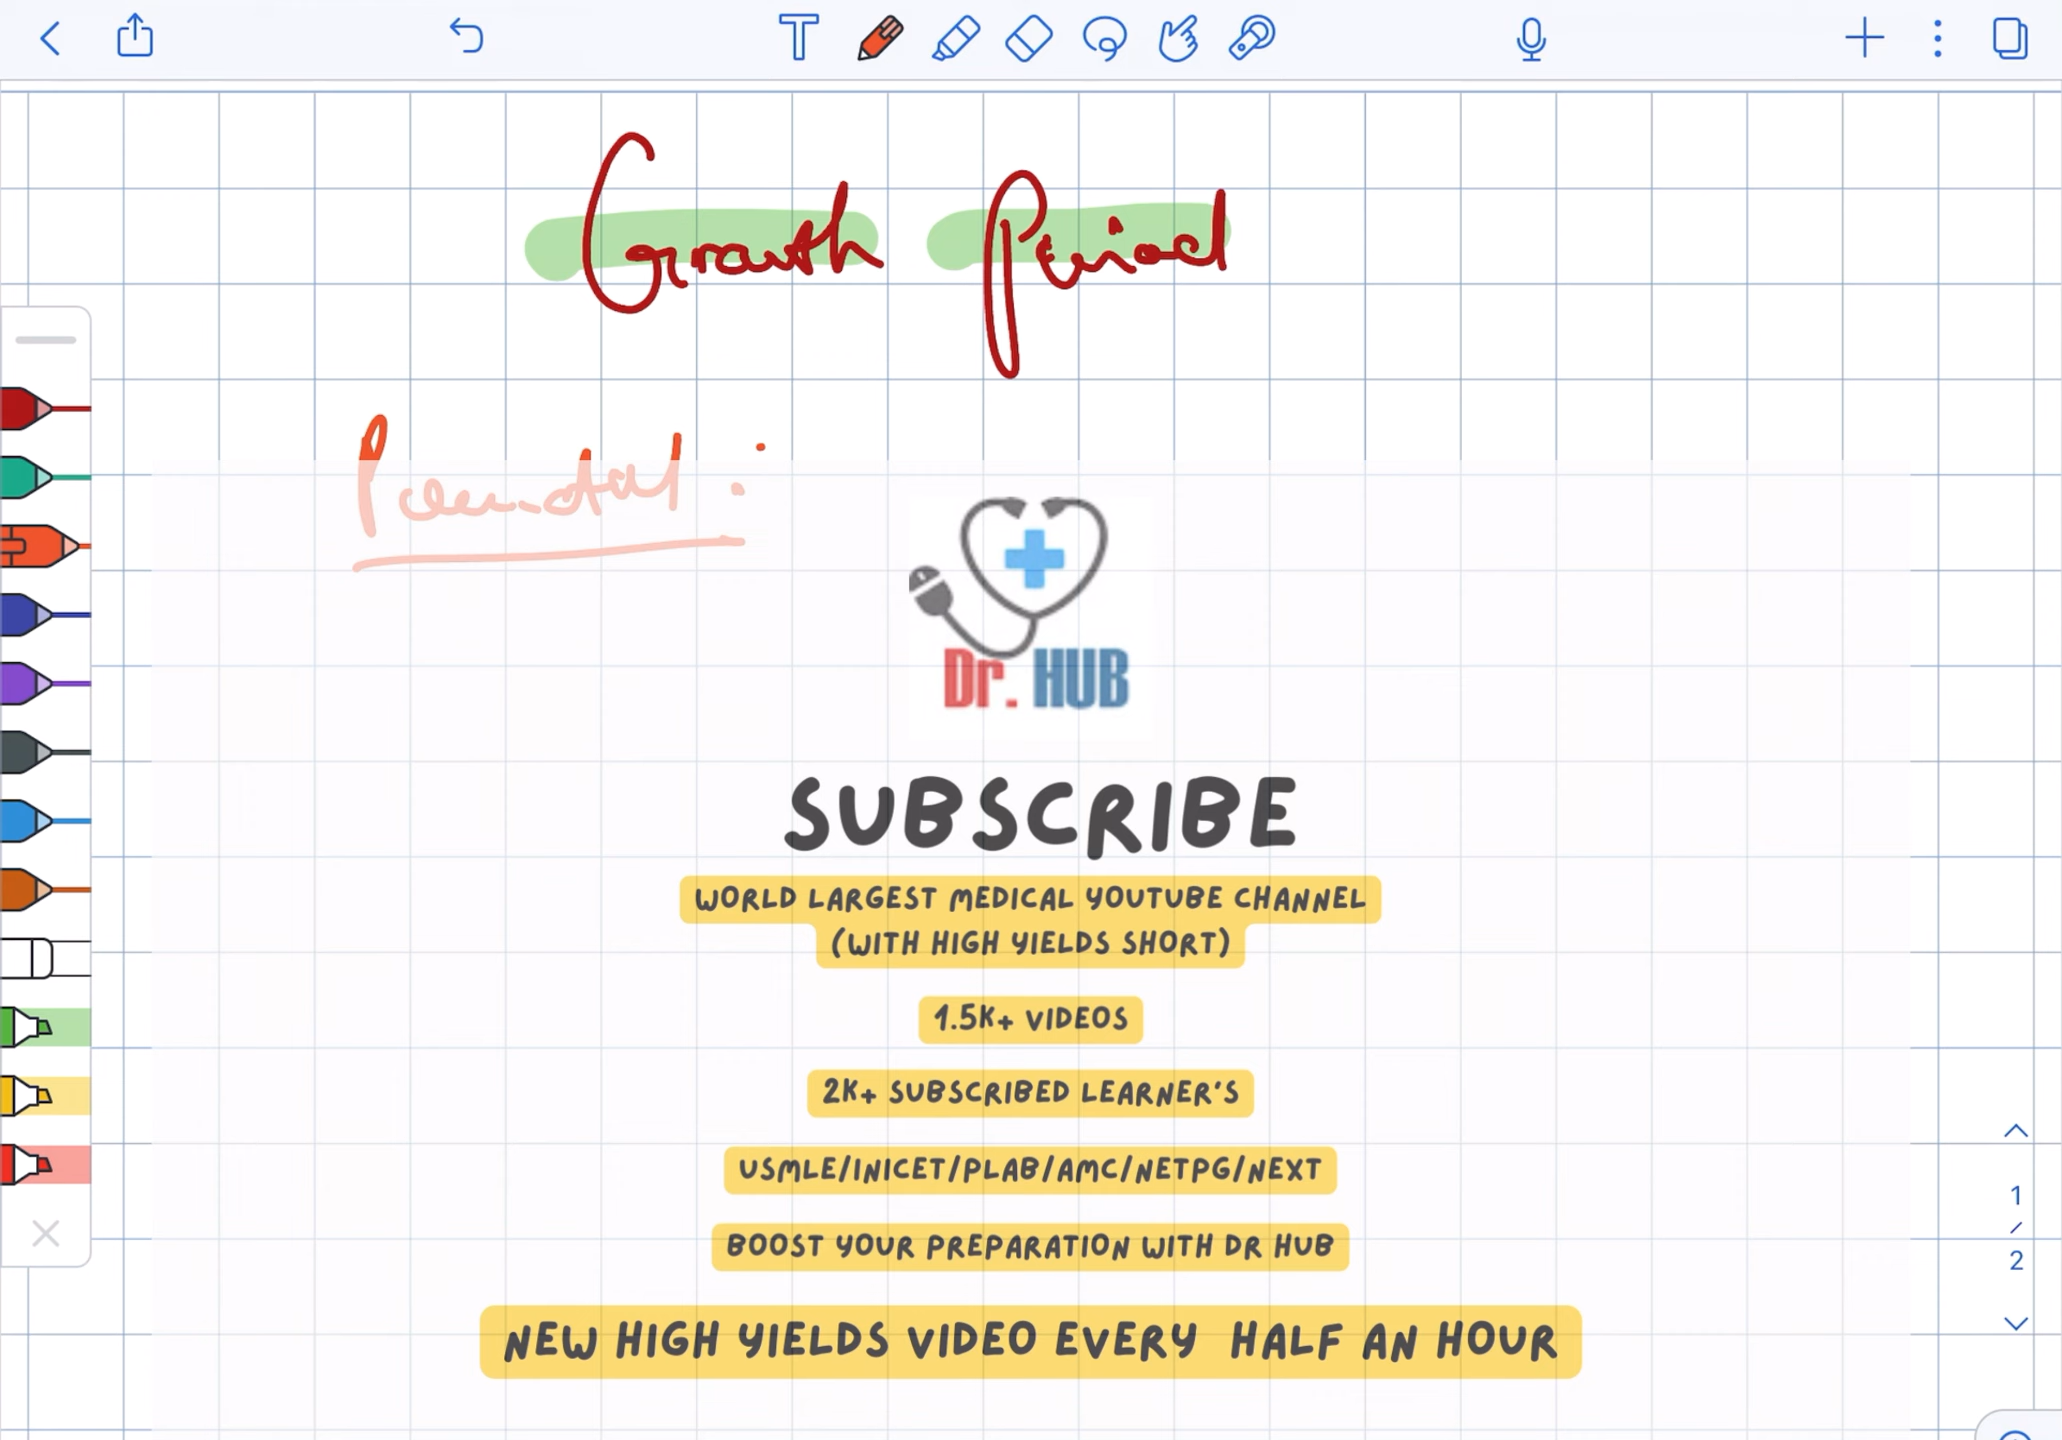 Growth Period
Prenatal :
Dr. HUB
SUBSCRIBE
WORLD LARGEST MEDICAL YOUTUBE CHANNEL
(WITH HIGH YIELDS SHORT)
1.5K+ VIDEOS
2K+ SUBSCRIBED LEARNER'S
USMLE/INICET/PLAB/AMC/NETPG/NEXT
BOOST YOUR PREPARATION WITH DR HUB
NEW HIGH YIELDS VIDEO EVERY HALF AN HOUR
1
/
2